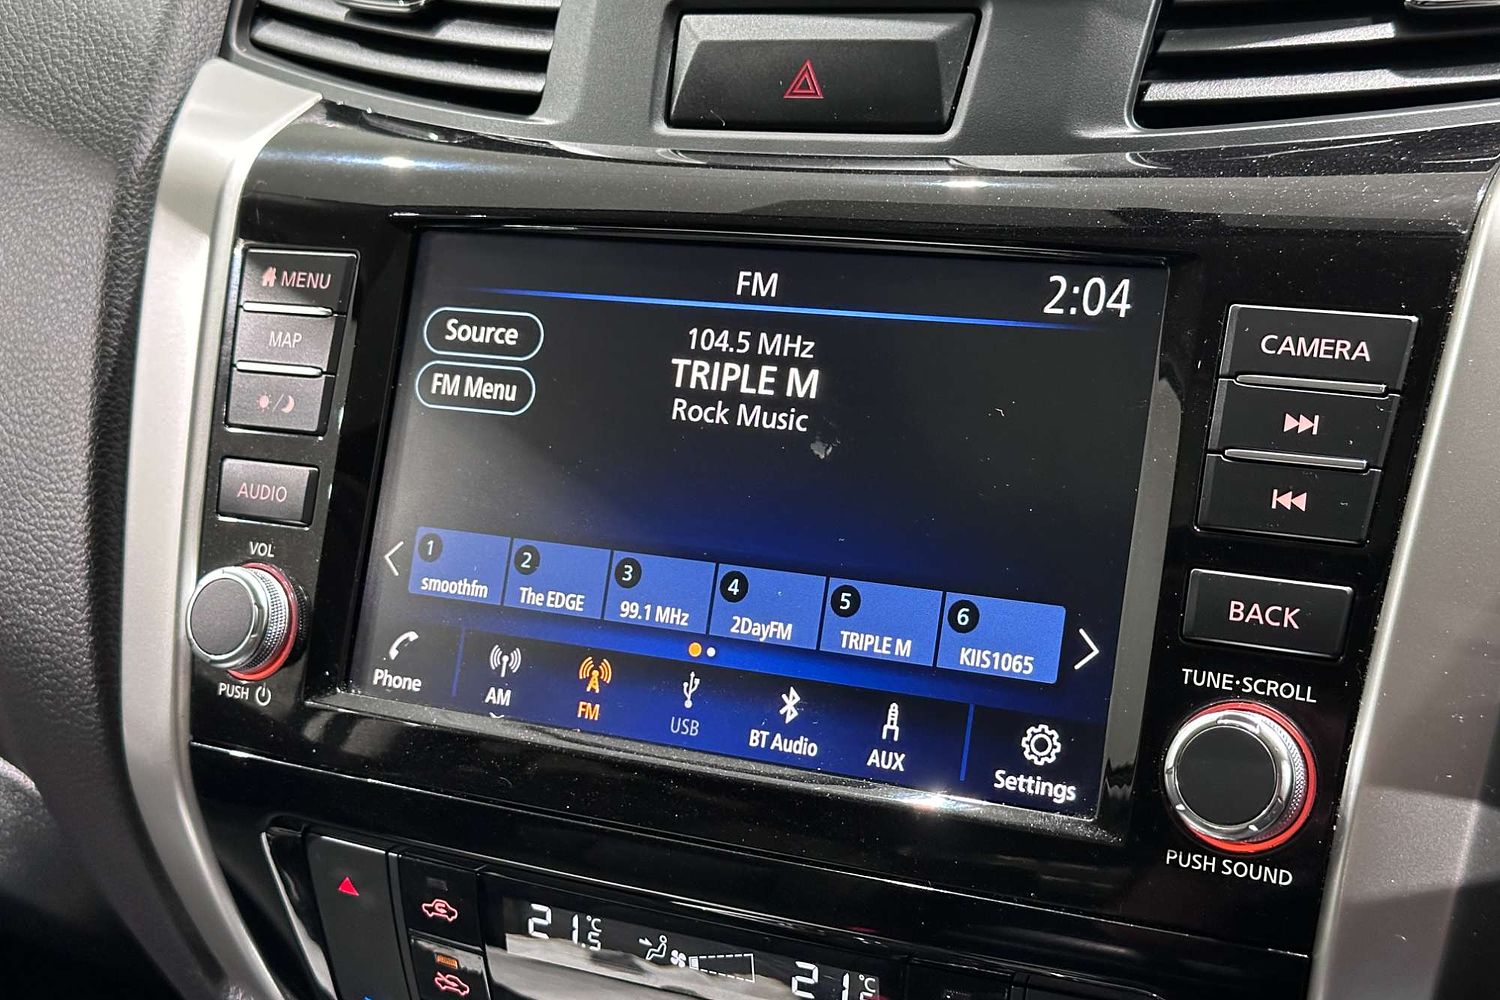 FM
2:04
MENU
MAP
AUDIO
VOL
PUSH
Source
FM Menu
104.5 MHz
TRIPLE M
Rock Music
1
smoothfm
2
The EDGE
3
99.1 MHz
4
2DayFM
5
TRIPLE M
6
KIIS1065
Phone
AM
FM
USB
BT Audio
AUX
Settings
CAMERA
BACK
TUNE·SCROLL
PUSH SOUND
21.5°C